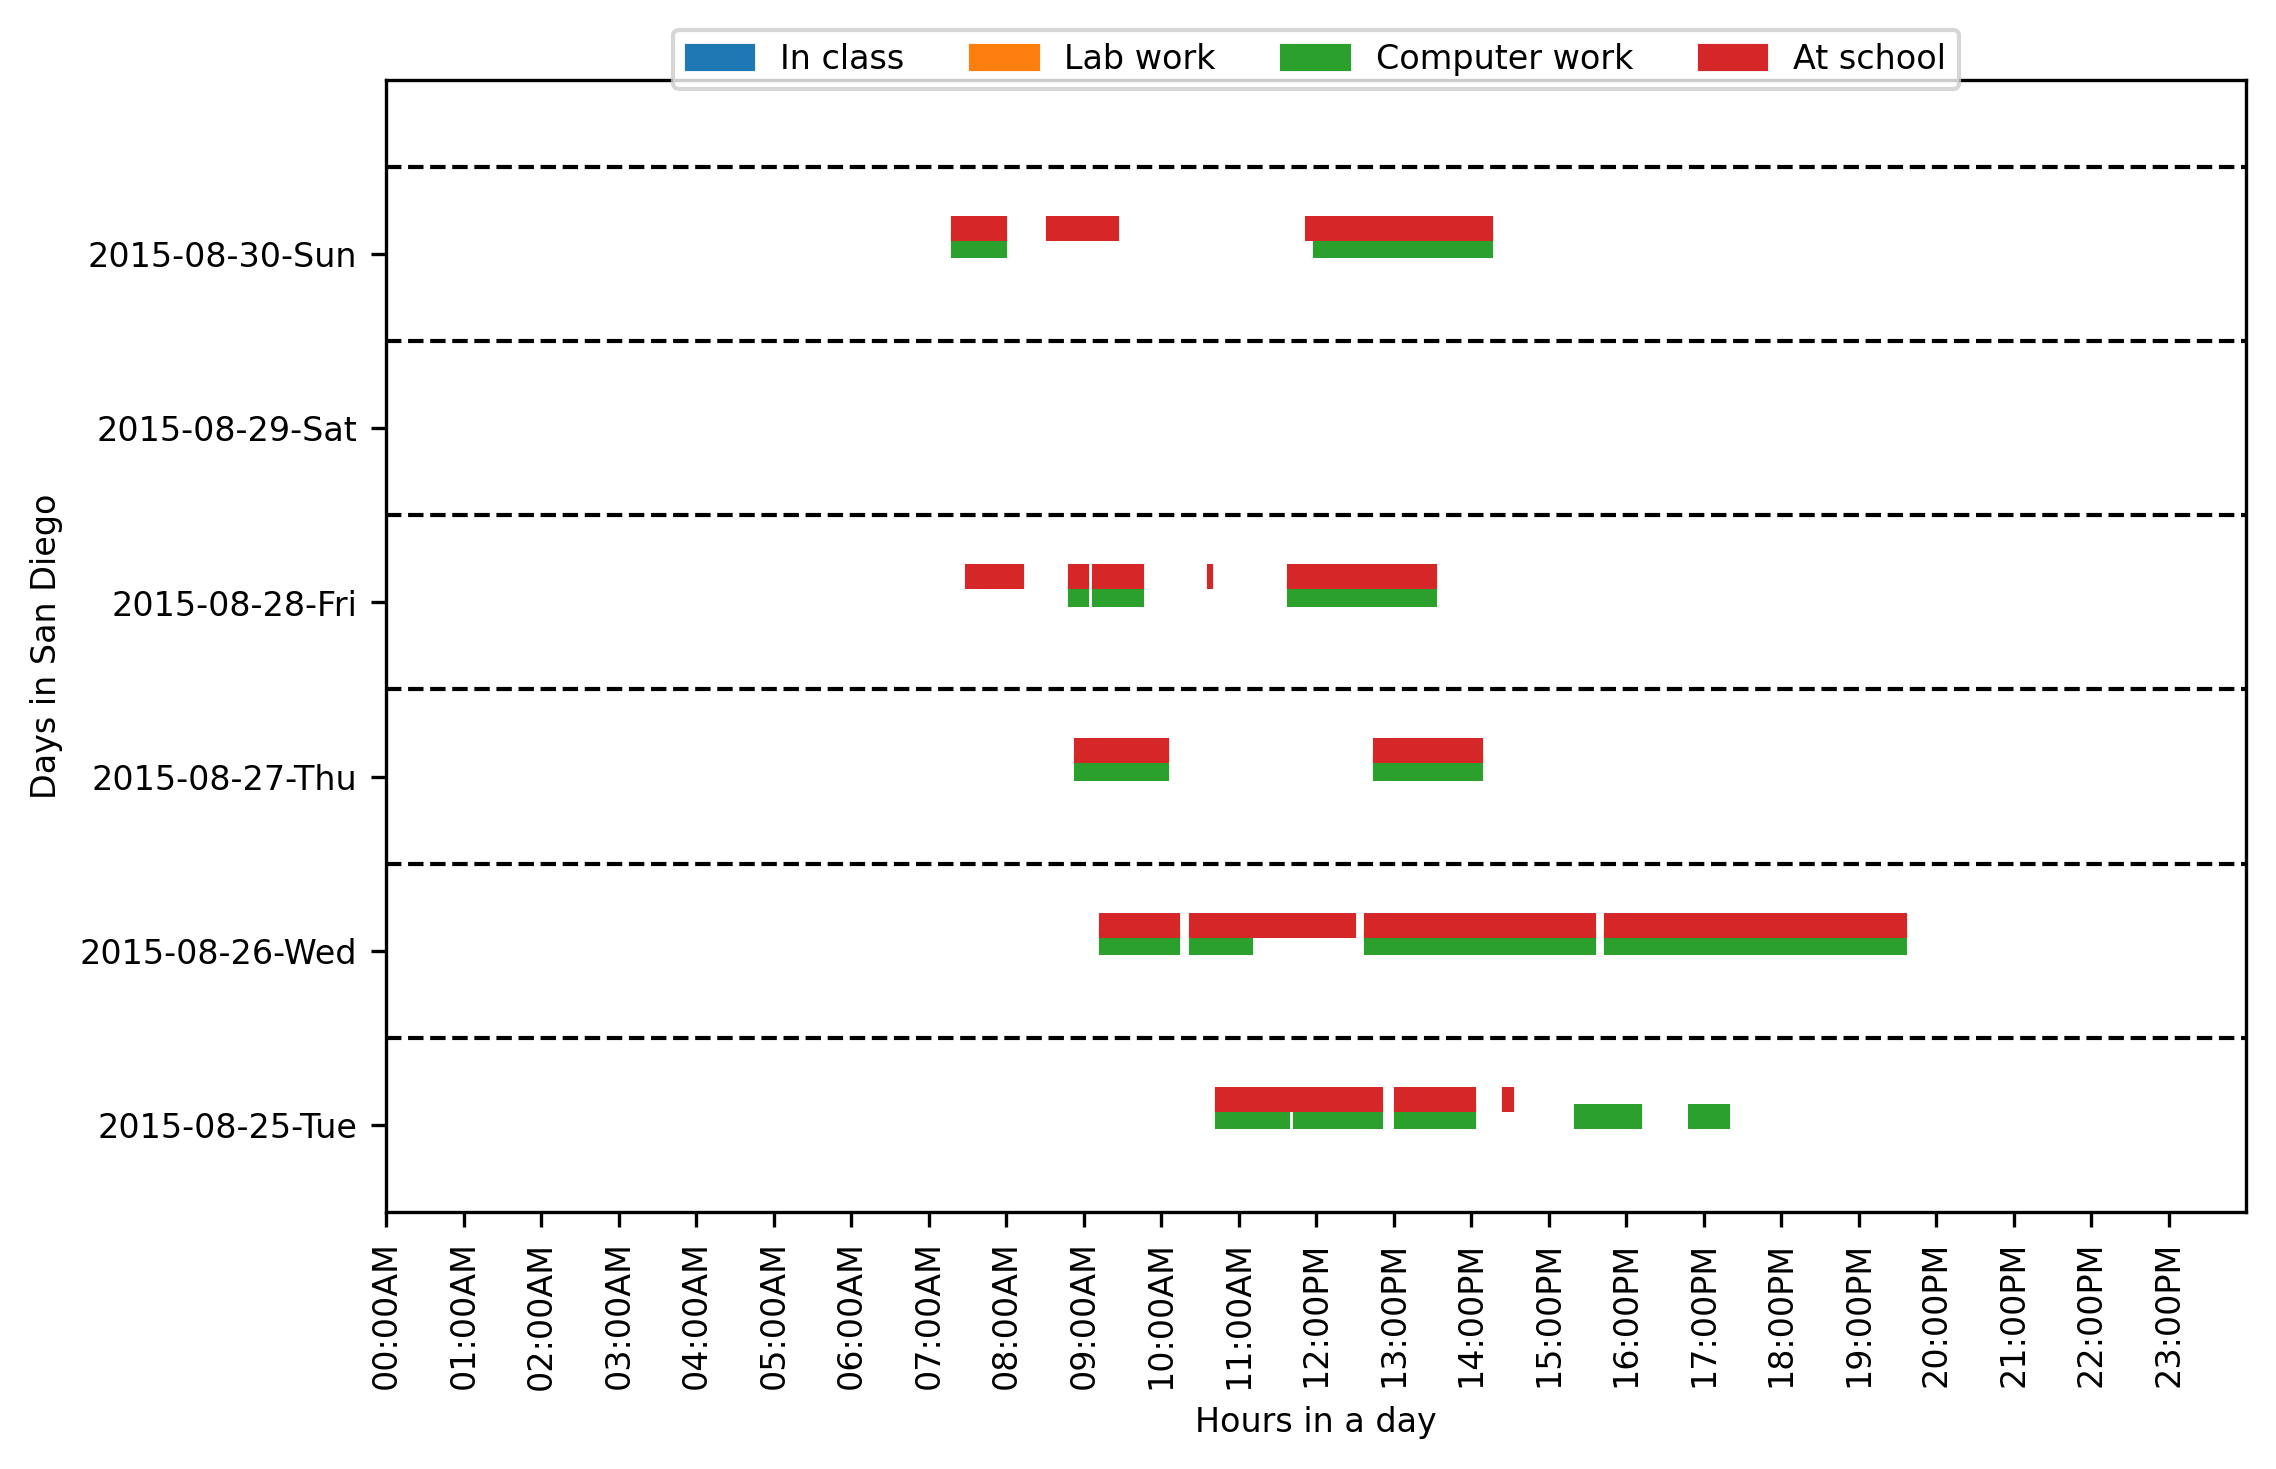 In class Lab work Computer work At school
2015-08-30-Sun
2015-08-29-Sat
2015-08-28-Fri
2015-08-27-Thu
2015-08-26-Wed
2015-08-25-Tue
Days in San Diego
00:00AM
01:00AM
02:00AM
03:00AM
04:00AM
05:00AM
06:00AM
07:00AM
08:00AM
09:00AM
10:00AM
11:00AM
12:00PM
13:00PM
14:00PM
15:00PM
16:00PM
17:00PM
18:00PM
19:00PM
20:00PM
21:00PM
22:00PM
23:00PM
Hours in a day